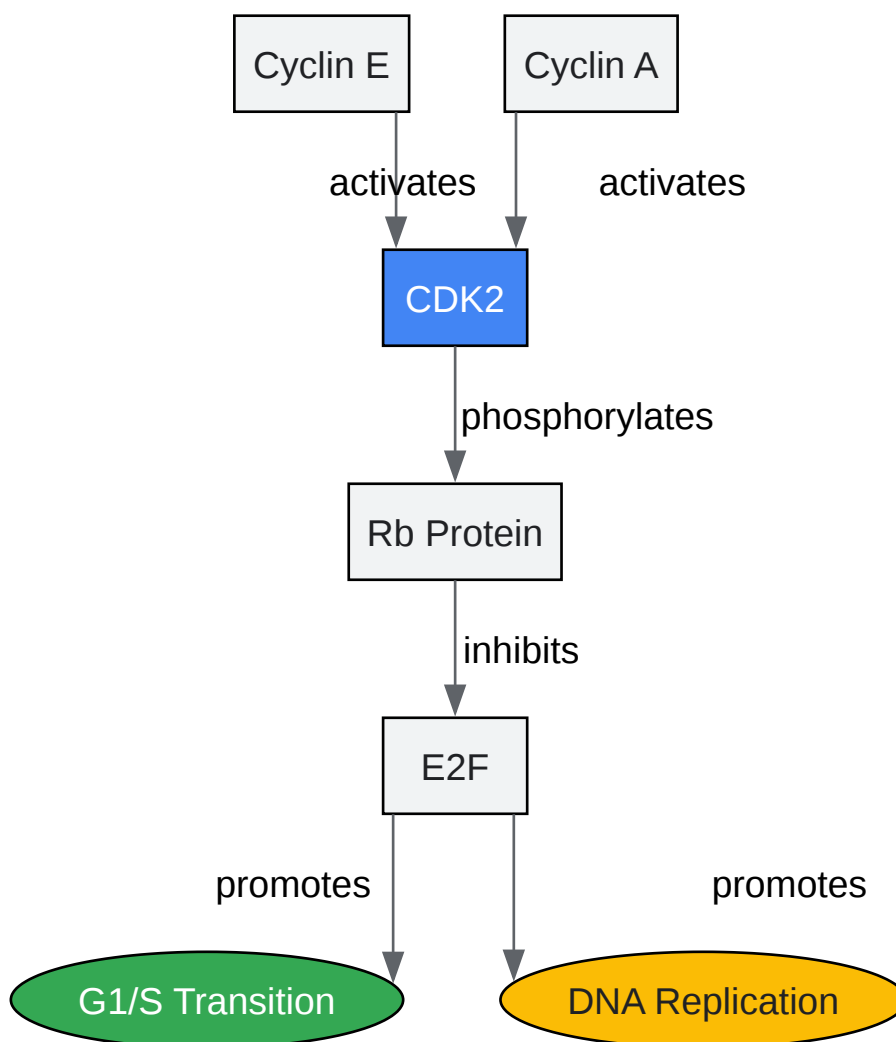 Cyclin E
Cyclin A
activates
activates
CDK2
phosphorylates
Rb Protein
inhibits
E2F
promotes
promotes
G1/S Transition
DNA Replication